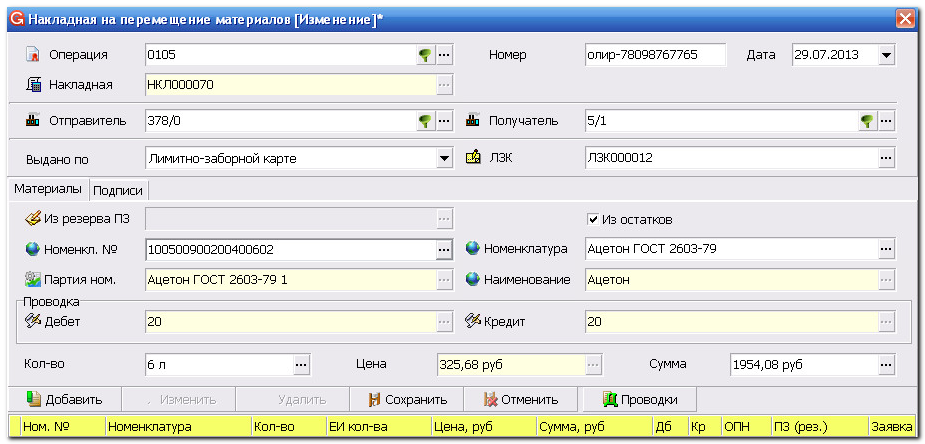 Накладная на перемещение материалов [Изменение]*
Операция 0105 ... Номер олир-78098767765 Дата 29.07.2013
Накладная НКЛ000070 ...
Отправитель 378/0 ... Получатель 5/1 ...
Выдано по Лимитно-заборной карте ЛЗК ЛЗК000012 ...
Материалы Подписи
Из резерва ПЗ ... Из остатков
Номенкл. № 100500900200400602 ... Номенклатура Ацетон ГОСТ 2603-79 ...
Партия ном. Ацетон ГОСТ 2603-79 1 ... Наименование Ацетон ...
Проводка
Дебет 20 ... Кредит 20 ...
Кол-во 6 л ... Цена 325,68 руб ... Сумма 1954,08 руб ...
Добавить Изменить Удалить Сохранить Отменить Проводки
Ном. № Номенклатура Кол-во ЕИ кол-ва Цена, руб Сумма, руб Дб Кр ОПН ПЗ (рез.) Заявка